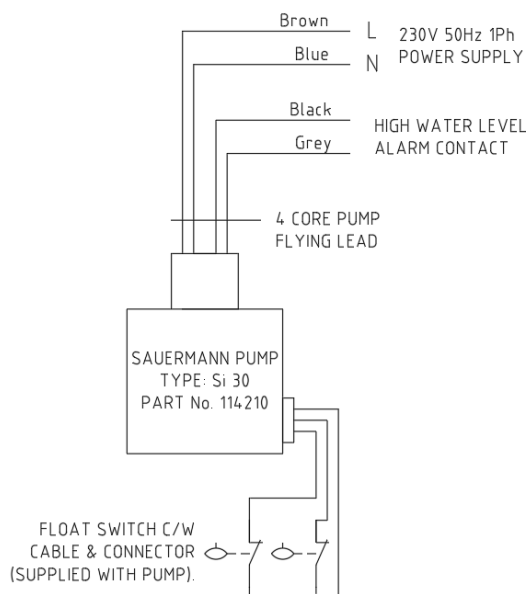 Brown
L
230V 50Hz 1Ph
Blue
N
POWER SUPPLY
Black
HIGH WATER LEVEL
Grey
ALARM CONTACT
4 CORE PUMP
FLYING LEAD
SAUERMANN PUMP
TYPE: Si 30
PART No. 114210
FLOAT SWITCH C/W
CABLE & CONNECTOR
(SUPPLIED WITH PUMP).